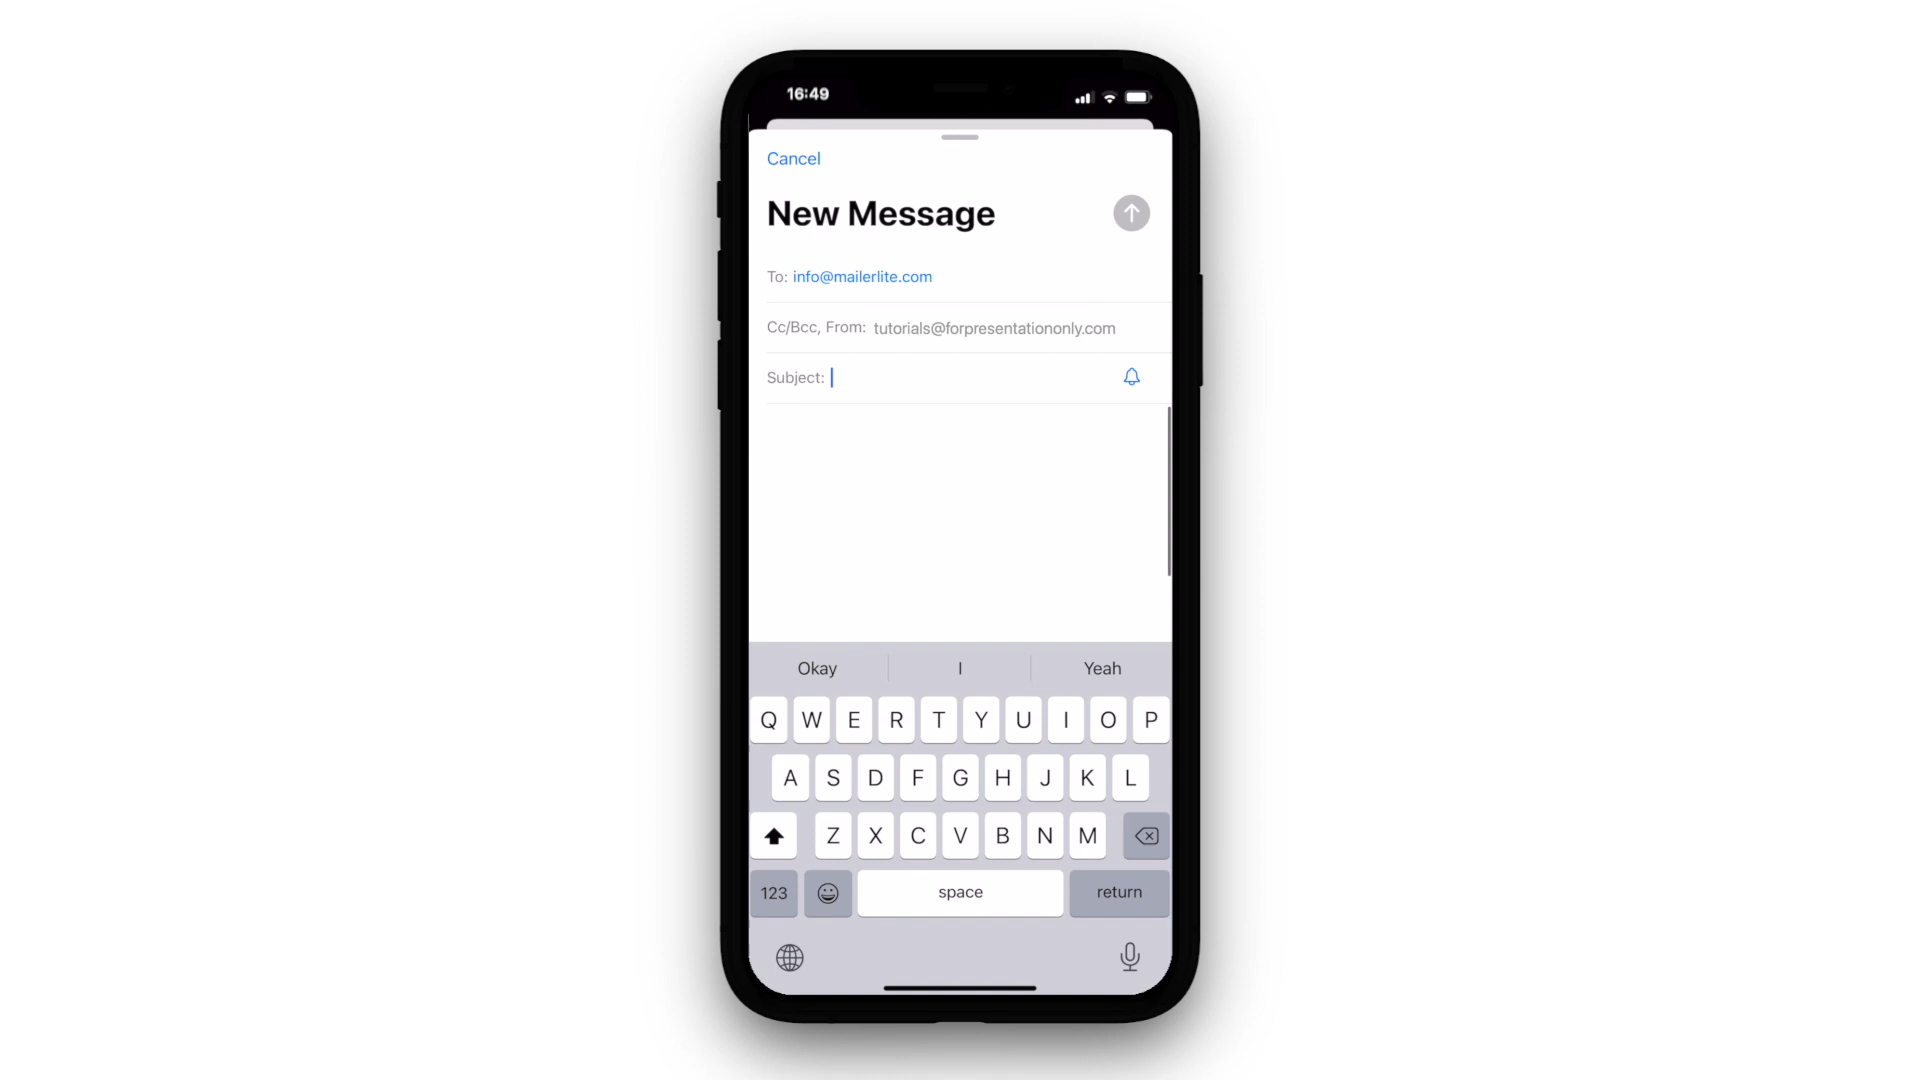 16:49
Cancel
New Message
To: info@mailerlite.com
Cc/Bcc, From: tutorials@forpresentationonly.com
Subject:
Okay I Yeah
Q W E R T Y U I O P
A S D F G H J K L
Z X C V B N M
123 space return